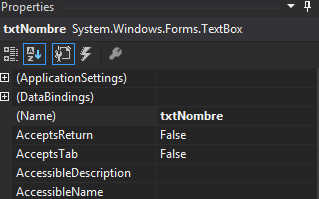 Properties
txtNombre System.Windows.Forms.TextBox
(ApplicationSettings)
(DataBindings)
(Name) txtNombre
AcceptsReturn False
AcceptsTab False
AccessibleDescription
AccessibleName